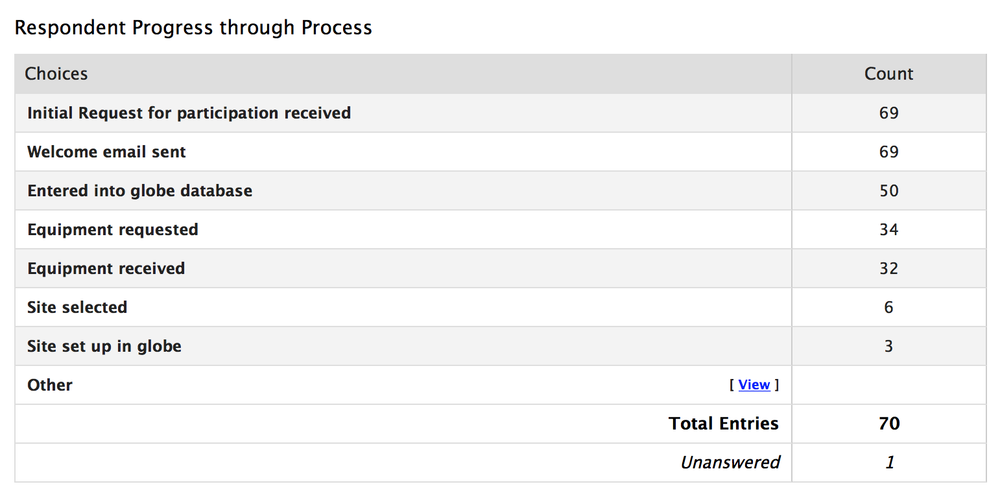 Respondent Progress through Process
Choices Count
Initial Request for participation received 69
Welcome email sent 69
Entered into globe database 50
Equipment requested 34
Equipment received 32
Site selected 6
Site set up in globe 3
Other [ View ]
Total Entries 70
Unanswered 1